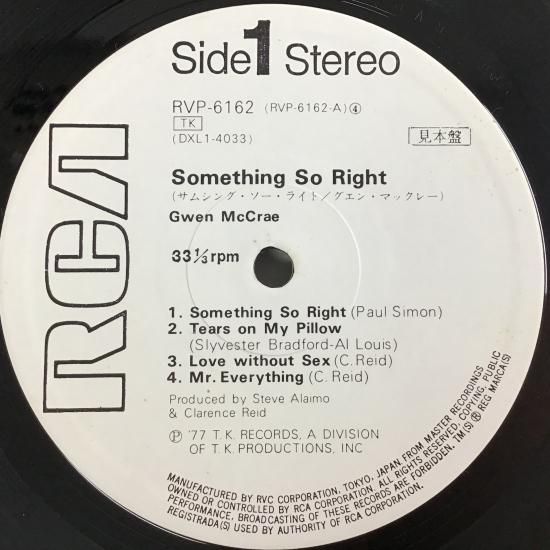 Side 1 Stereo
RVP-6162 (RVP-6162-A)④
TK
(DXL1-4033)
見本盤
RCA
Something So Right
(サムシング・ソー・ライト/グエン・マックレー)
Gwen McCrae
33 1/3 rpm
1. Something So Right (Paul Simon)
2. Tears on My Pillow
(Slyvester Bradford-Al Louis)
3. Love without Sex (C. Reid)
4. Mr. Everything (C. Reid)
Produced by Steve Alaimo
& Clarence Reid
Ⓟ '77 T. K. RECORDS, A DIVISION
OF T. K. PRODUCTIONS, INC
MANUFACTURED BY RVC CORPORATION, TOKYO, JAPAN FROM MASTER RECORDINGS
OWNED OR CONTROLLED BY RCA CORPORATION. ALL RIGHTS RESERVED. COPYING, PUBLIC
PERFORMANCE, BROADCASTING OF THESE RECORDS ARE FORBIDDEN. TM(S) ® REG MARCA(S)
REGISTRADA(S) USED BY AUTHORITY OF RCA CORPORATION.